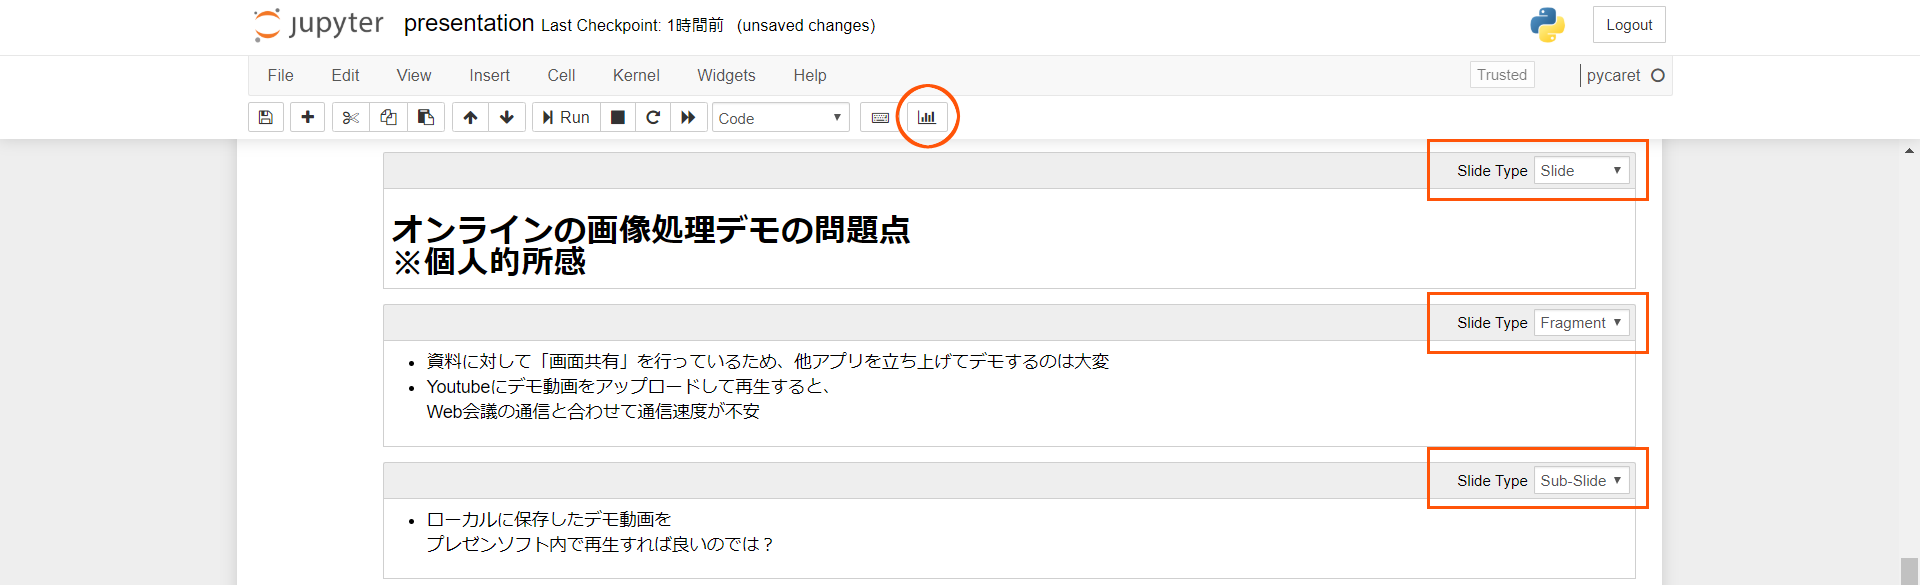 jupyter presentation Last Checkpoint: 1時間前 (unsaved changes) Logout
File Edit View Insert Cell Kernel Widgets Help Trusted pycaret
Run Code
Slide Type Slide
オンラインの画像処理デモの問題点
※個人的所感
Slide Type Fragment
• 資料に対して「画面共有」を行っているため、他アプリを立ち上げてデモするのは大変
• Youtubeにデモ動画をアップロードして再生すると、
Web会議の通信と合わせて通信速度が不安
Slide Type Sub-Slide
• ローカルに保存したデモ動画を
プレゼンソフト内で再生すれば良いのでは？